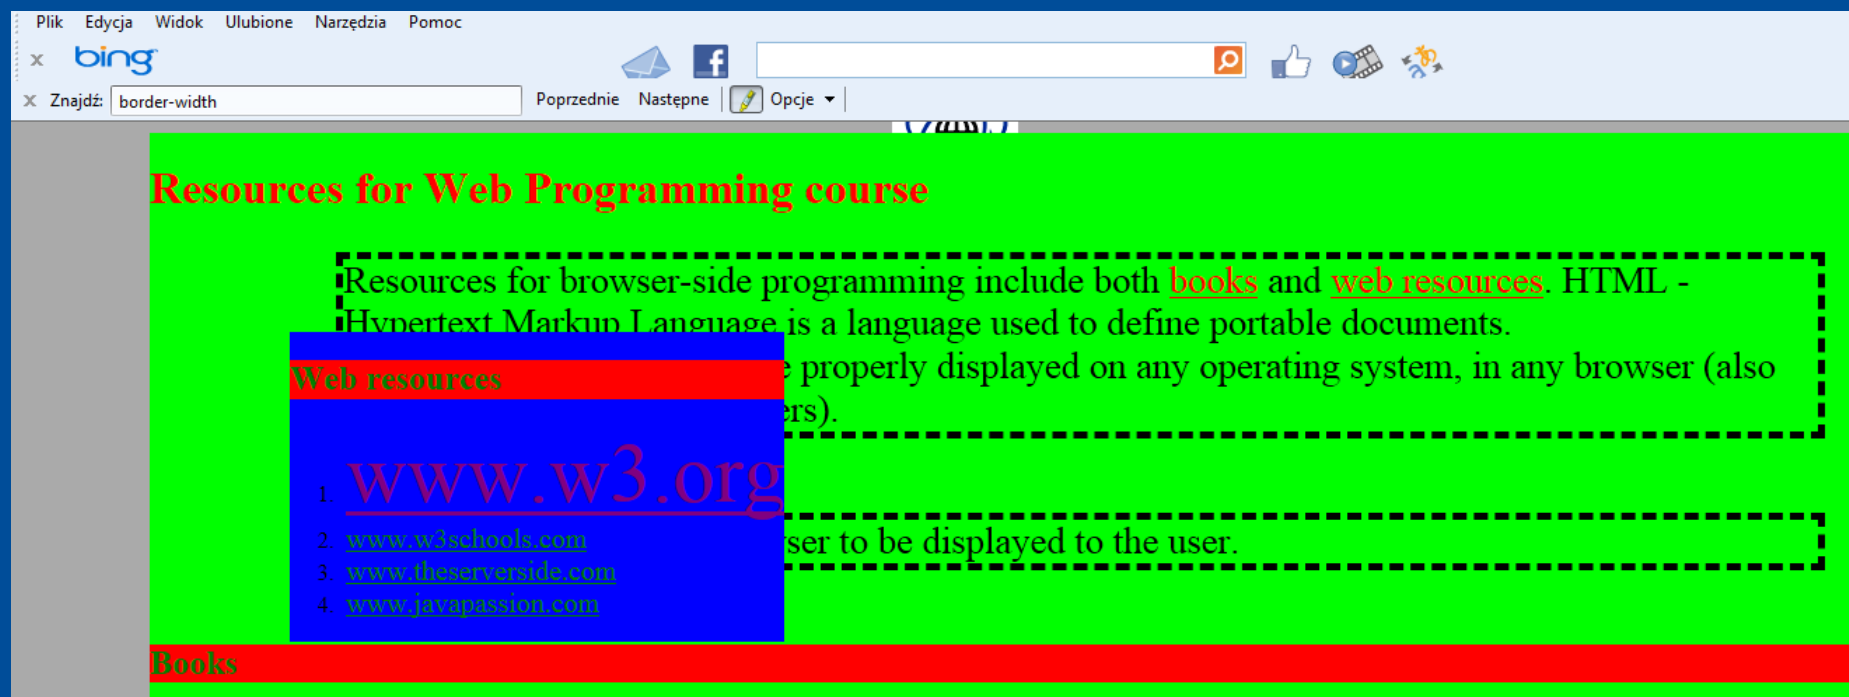 Plik Edycja Widok Ulubione Narzędzia Pomoc
x bing
x Znajdź: border-width Poprzednie Następne Opcje
Resources for Web Programming course
Resources for browser-side programming include both books and web resources. HTML -
Hypertext Markup Language is a language used to define portable documents.
properly displayed on any operating system, in any browser (also
ers).
Web resources
1. www.w3.org
2. www.w3schools.com
3. www.theserverside.com
4. www.javapassion.com
ser to be displayed to the user.
Books